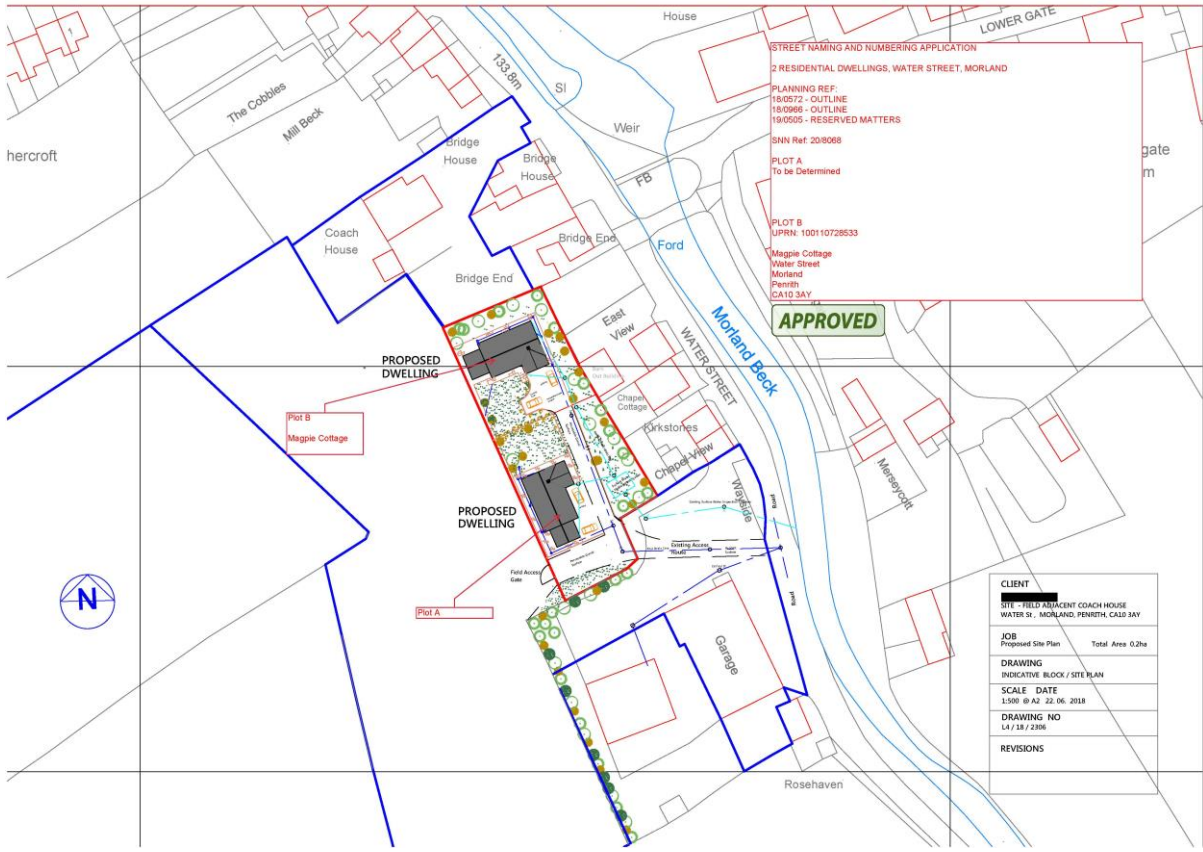 House
LOWER GATE
1
133.8m
Sl
The Cobbles
Mill Beck
Weir
hercroft
Bridge
House
Bridge
House
FB
gate
m
STREET NAMING AND NUMBERING APPLICATION
2 RESIDENTIAL DWELLINGS, WATER STREET, MORLAND
PLANNING REF:
18/0572 - OUTLINE
18/0966 - OUTLINE
19/0505 - RESERVED MATTERS
SNN Ref: 20/8068
PLOT A
To be Determined
PLOT B
UPRN: 100110728533
Magpie Cottage
Water Street
Morland
Penrith
CA10 3AY
APPROVED
Coach
House
Bridge End
Ford
Bridge End
East
View
Morland Beck
WATER STREET
PROPOSED
DWELLING
Chapel
Cottage
Plot B
Magpie Cottage
Kirkstones
Chapel View
Merseycott
Wayside
PROPOSED
DWELLING
Road
Existing Access
Route
Field Access
Gate
Road
N
Plot A
Garage
Rosehaven
CLIENT
SITE - FIELD ADJACENT COACH HOUSE
WATER St , MORLAND, PENRITH, CA10 3AY
JOB
Proposed Site Plan Total Area 0.2ha
DRAWING
INDICATIVE BLOCK / SITE PLAN
SCALE DATE
1:500 @ A2 22. 06. 2018
DRAWING NO
L4 / 18 / 2306
REVISIONS